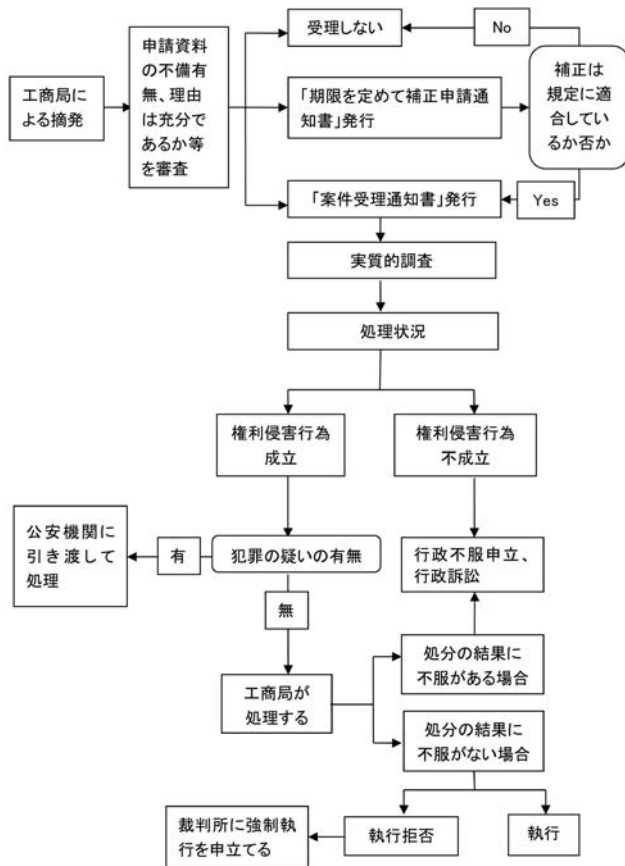 受理しない
No
申請資料
の不備有
無、理由
は充分で
あるか等
を審査
工商局に
よる摘発
「期限を定めて補正申請通
知書」発行
補正は
規定に適
合してい
るか否か
「案件受理通知書」発行
Yes
実質的調査
処理状況
権利侵害行為
成立
権利侵害行為
不成立
公安機関に
引き渡して
処理
有
犯罪の疑いの有無
行政不服申立、
行政訴訟
無
工商局が
処理する
処分の結果に
不服がある場合
処分の結果に
不服がない場合
裁判所に強制執
行を申立てる
執行拒否
執行